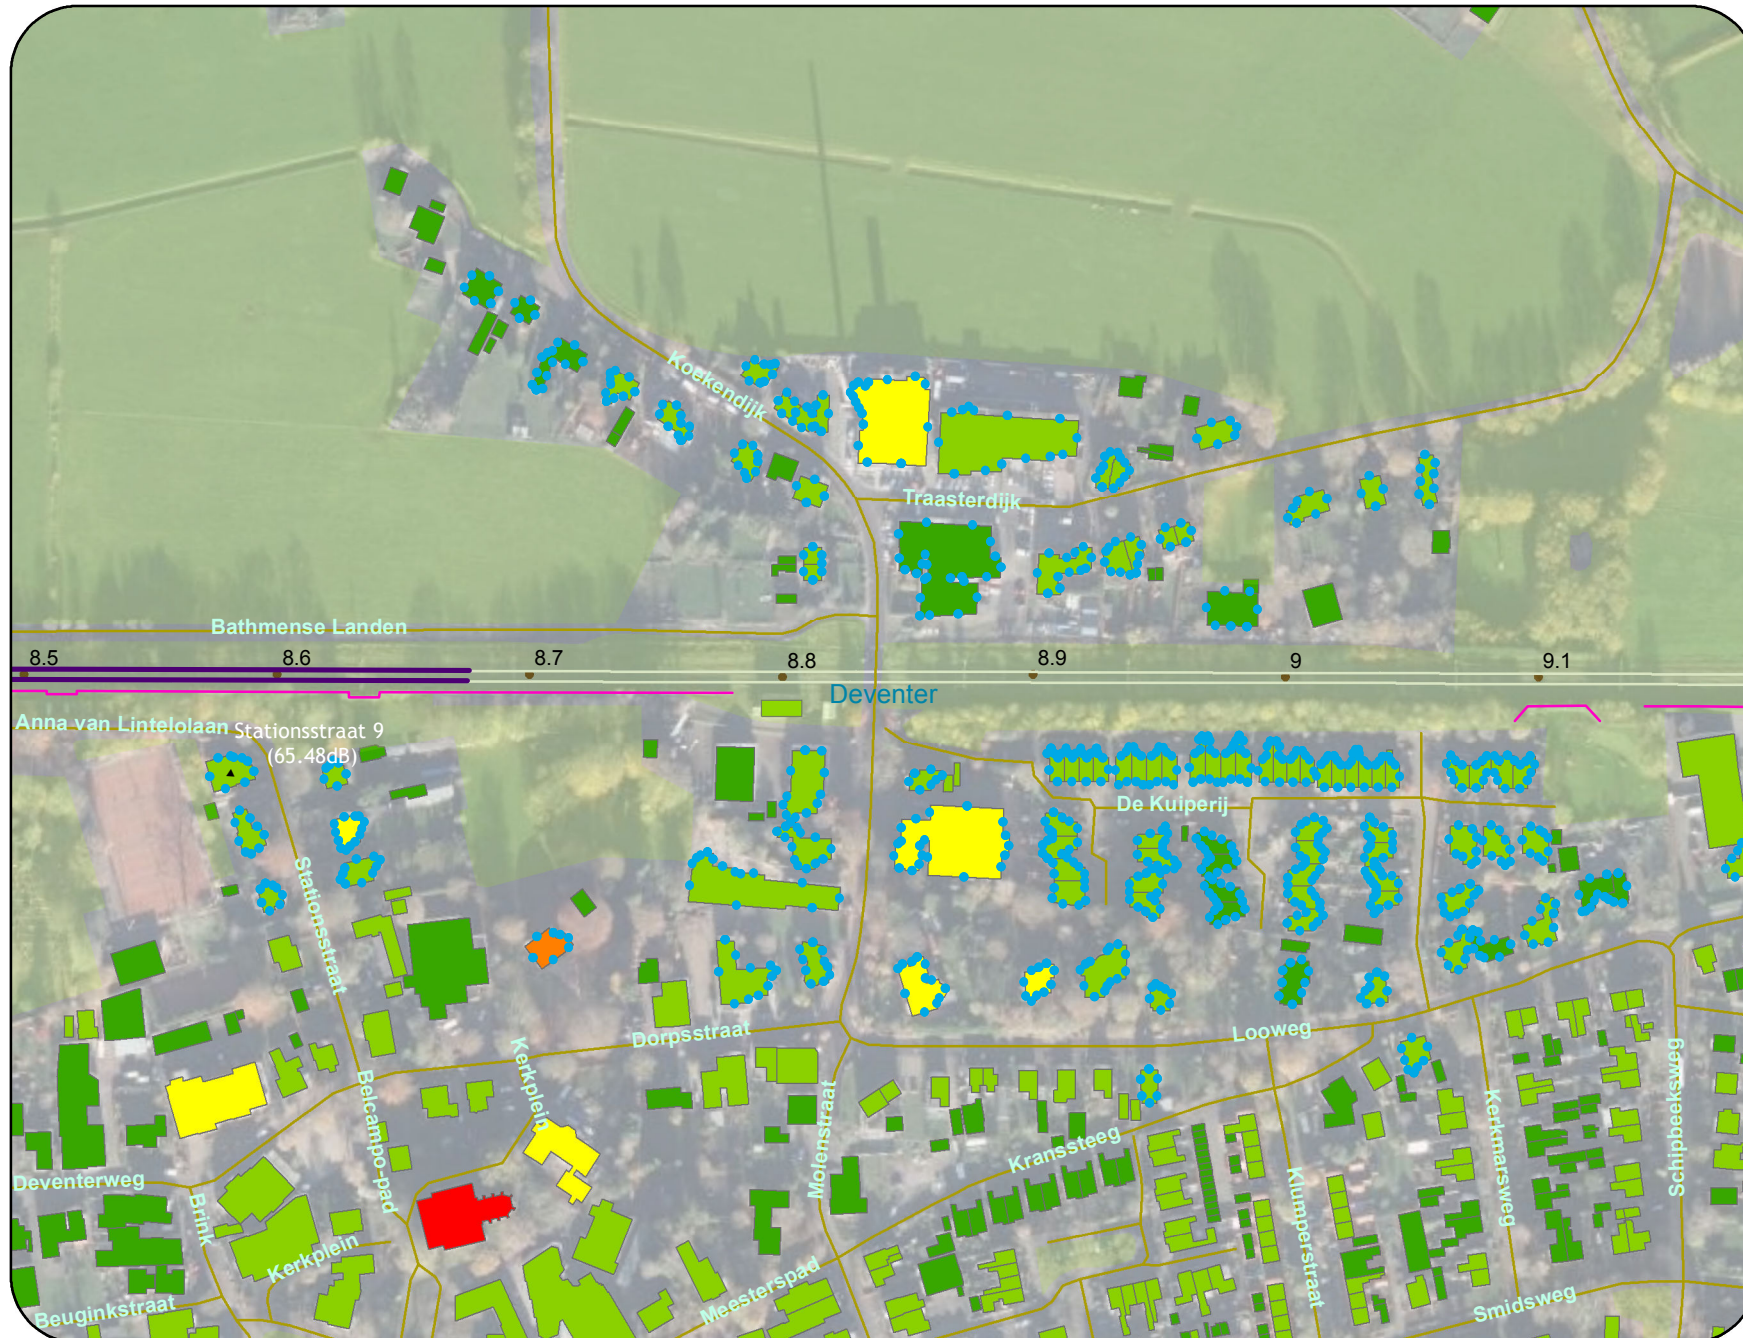 Koekendijk
Traasterdijk
Bathmense Landen
8.5
8.6
8.7
8.8
8.9
9
9.1
Deventer
Anna van Lintelolaan
Stationsstraat 9
(65.48dB)
De Kuiperij
Stationsstraat
Dorpsstraat
Looweg
Kerkplein
Belcampo-pad
Molenstraat
Kranssteeg
Klumperstraat
Kerkmarsweg
Schipbeeksweg
Deventerweg
Brink
Kerkplein
Meesterspad
Beuginkstraat
Smidsweg